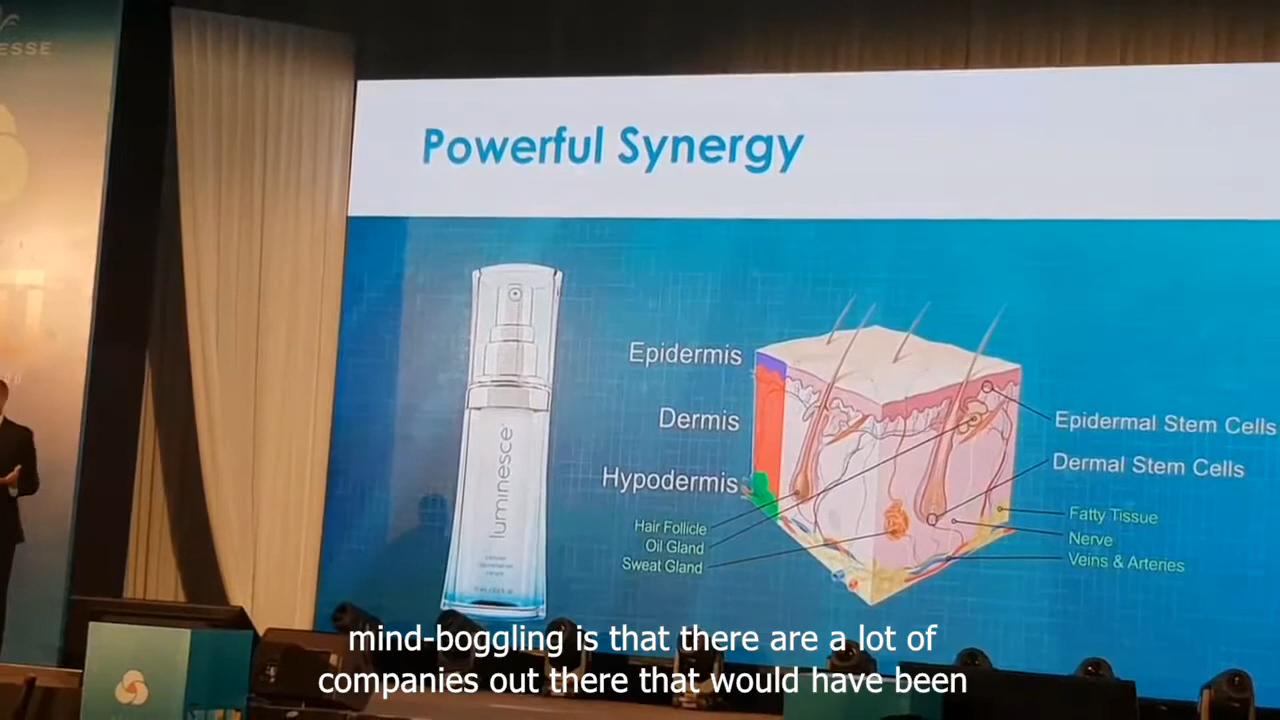 ESSE
Powerful Synergy
luminesce
Epidermis
Dermis
Hypodermis
Hair Follicle
Oil Gland
Sweat Gland
Epidermal Stem Cells
Dermal Stem Cells
Fatty Tissue
Nerve
Veins & Arteries
mind-boggling is that there are a lot of
companies out there that would have been